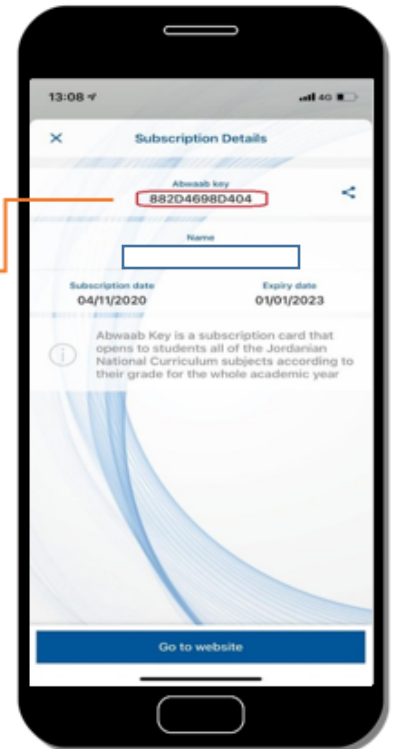 13:08
4G
Subscription Details
Abwaab key
882D4698D404
Name
Subscription date
Expiry date
04/11/2020
01/01/2023
Abwaab Key is a subscription card that
opens to students all of the Jordanian
National Curriculum subjects according to
their grade for the whole academic year
Go to website